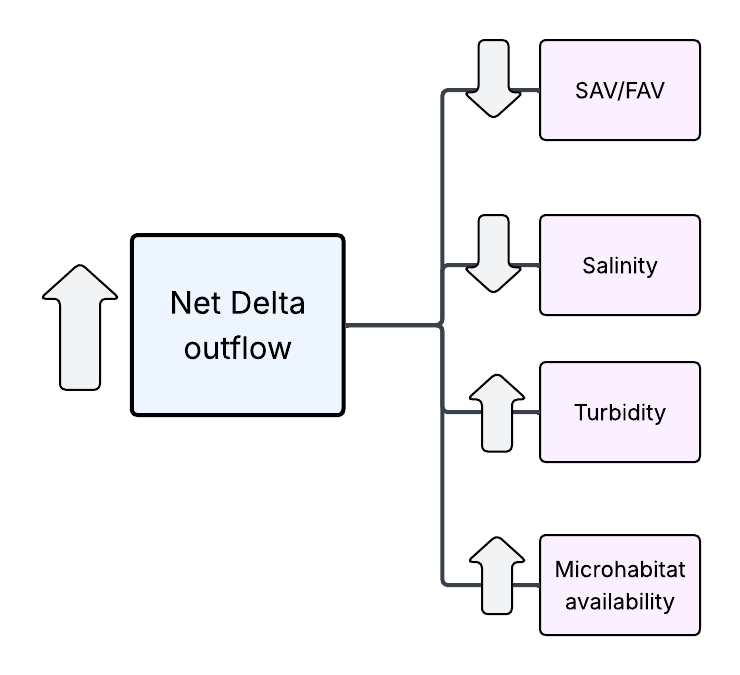 SAV/FAV
Salinity
Net Delta
outflow
Turbidity
Microhabitat
availability